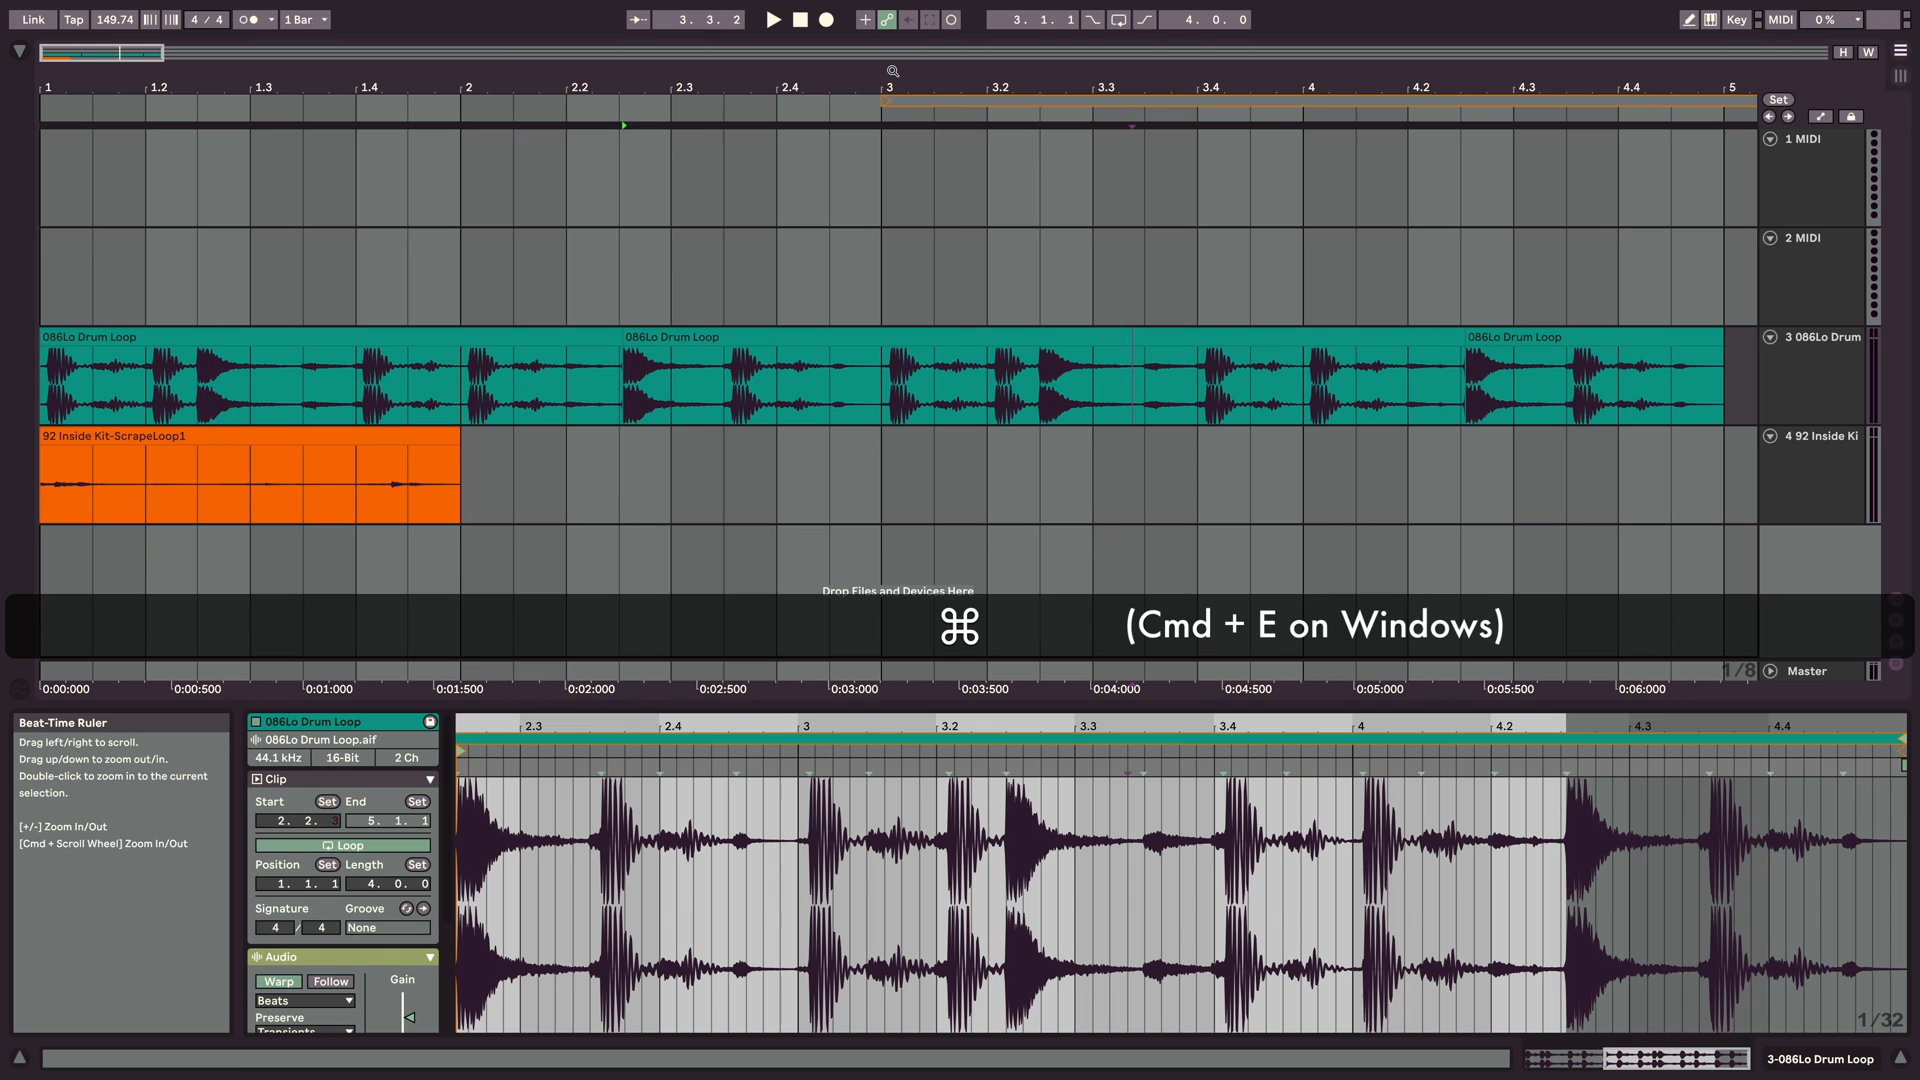 Link Tap 149.74 4 / 4 1 Bar 3. 3. 2 3. 1. 1 4. 0. 0 Key MIDI 0 %
H W
1 1.2 1.3 1.4 2 2.2 2.3 2.4 3 3.2 3.3 3.4 4 4.2 4.3 4.4 5
Set
1 MIDI
2 MIDI
086Lo Drum Loop 086Lo Drum Loop 086Lo Drum Loop 3 086Lo Drum
92 Inside Kit-ScrapeLoop1 4 92 Inside Ki
Drop Files and Devices Here
⌘ (Cmd + E on Windows)
1/8 Master
0:00:000 0:00:500 0:01:000 0:01:500 0:02:000 0:02:500 0:03:000 0:03:500 0:04:000 0:04:500 0:05:000 0:05:500 0:06:000
Beat-Time Ruler
Drag left/right to scroll.
Drag up/down to zoom out/in.
Double-click to zoom in to the current
selection.
[+/-] Zoom In/Out
[Cmd + Scroll Wheel] Zoom In/Out
086Lo Drum Loop
086Lo Drum Loop.aif
44.1 kHz 16-Bit 2 Ch
Clip
Start Set End Set
2. 2. 3 5. 1. 1
Loop
Position Set Length Set
1. 1. 1 4. 0. 0
Signature Groove
4 / 4 None
Audio
Warp Follow Gain
Beats
Preserve
Transients
2.3 2.4 3 3.2 3.3 3.4 4 4.2 4.3 4.4
1/32
3-086Lo Drum Loop